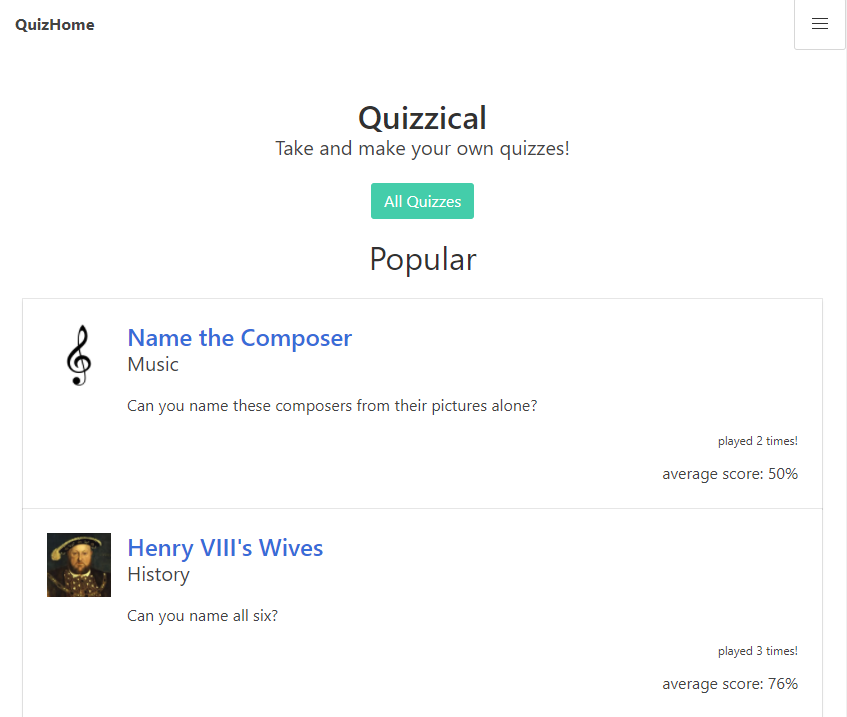 QuizHome
Quizzical
Take and make your own quizzes!
All Quizzes
Popular
Name the Composer
Music
Can you name these composers from their pictures alone?
played 2 times!
average score: 50%
Henry VIII's Wives
History
Can you name all six?
played 3 times!
average score: 76%